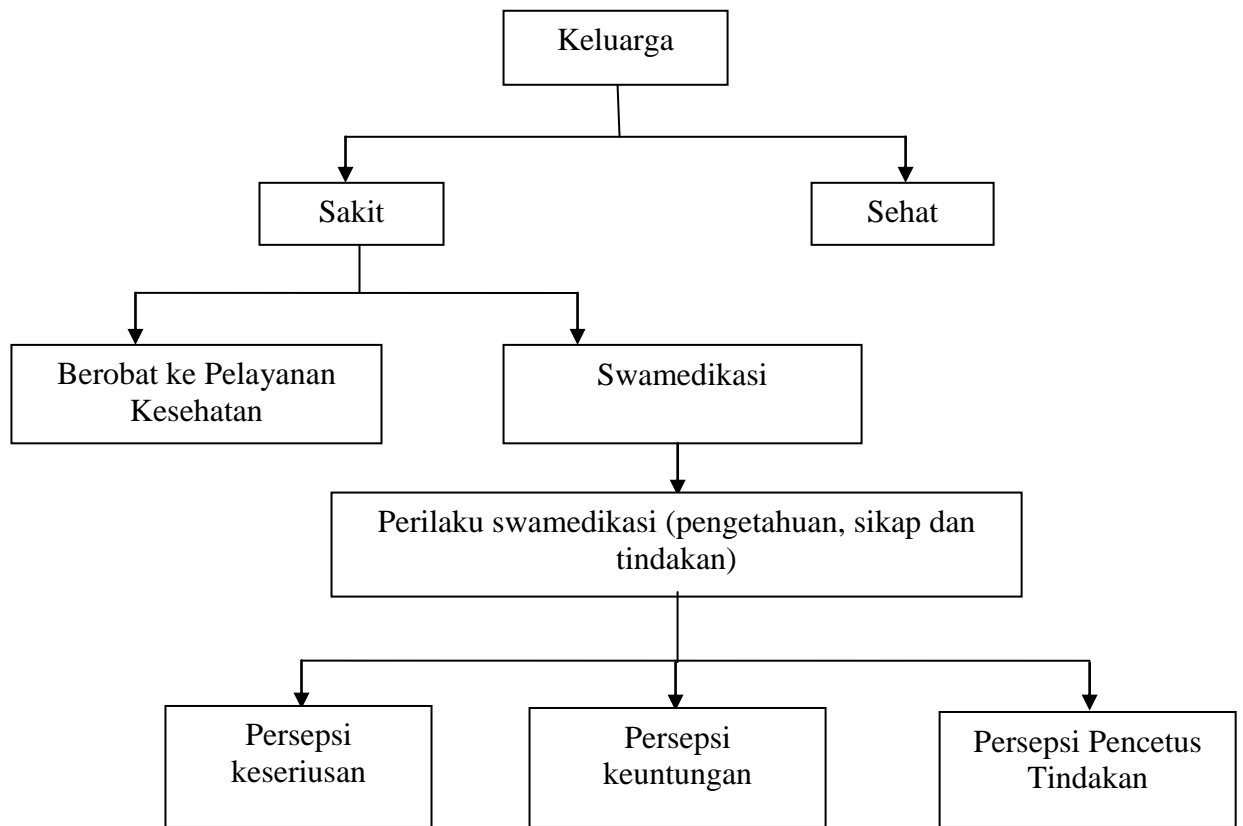 Keluarga
Sakit
Sehat
Berobat ke Pelayanan
Kesehatan
Swamedikasi
Perilaku swamedikasi (pengetahuan, sikap dan
tindakan)
Persepsi
keseriusan
Persepsi
keuntungan
Persepsi Pencetus
Tindakan